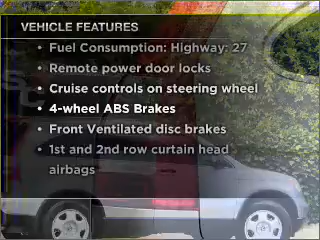 VEHICLE FEATURES
• Fuel Consumption: Highway: 27
• Remote power door locks
• Cruise controls on steering wheel
• 4-wheel ABS Brakes
• Front Ventilated disc brakes
• 1st and 2nd row curtain head
airbags